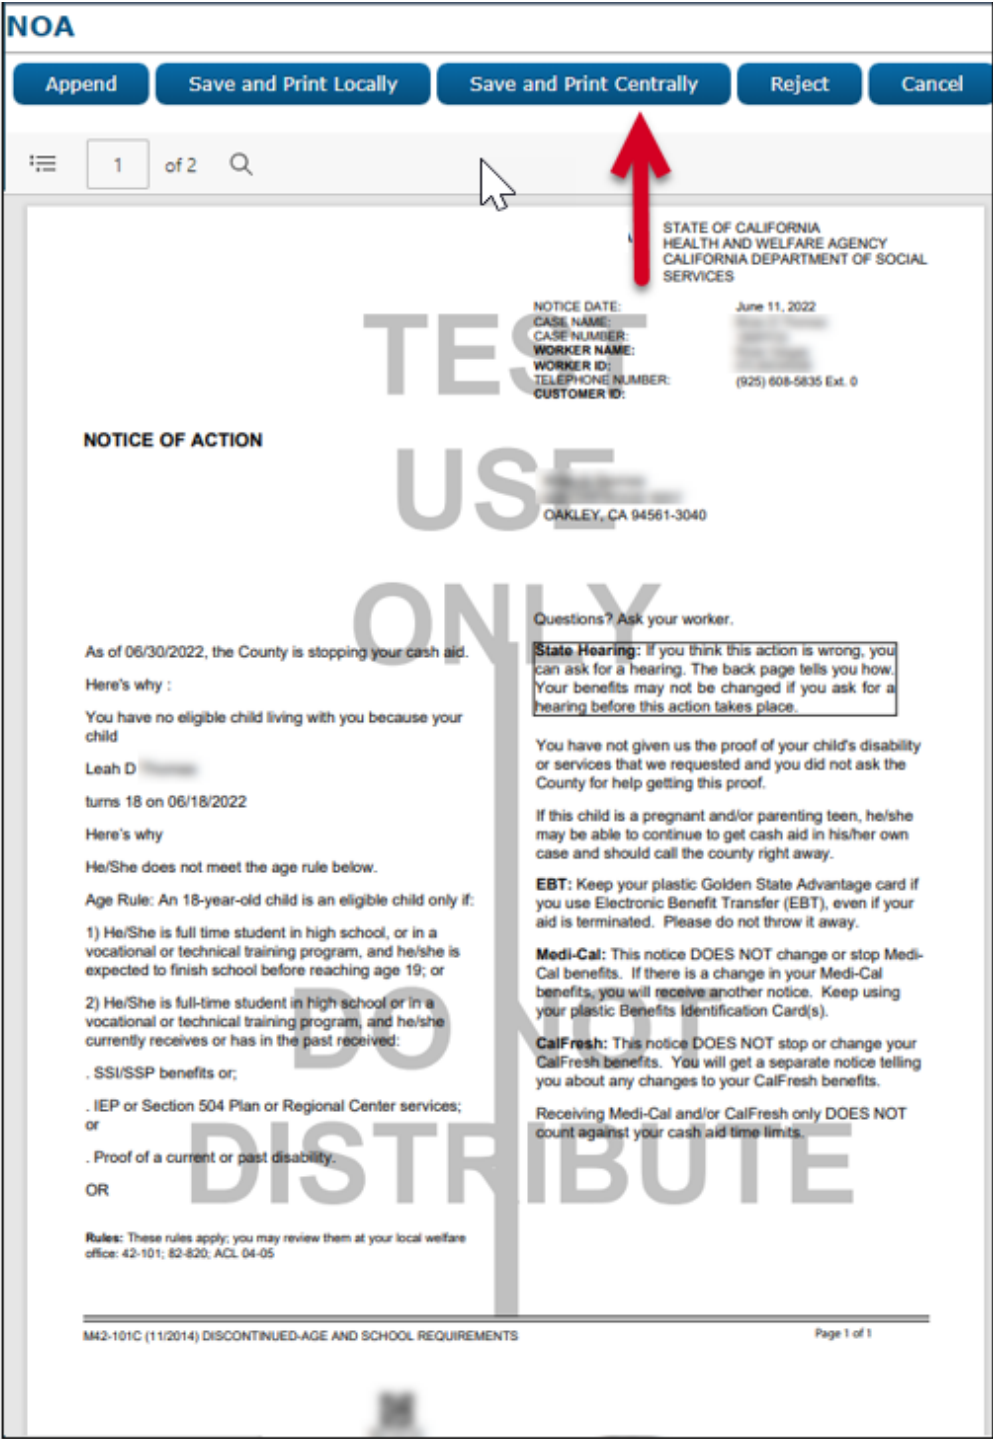 NOA
Append Save and Print Locally Save and Print Centrally Reject Cancel
1 of 2
STATE OF CALIFORNIA
HEALTH AND WELFARE AGENCY
CALIFORNIA DEPARTMENT OF SOCIAL
SERVICES
NOTICE DATE: June 11, 2022
CASE NAME:
CASE NUMBER:
WORKER NAME:
WORKER ID:
TELEPHONE NUMBER: (925) 608-5835 Ext. 0
CUSTOMER ID:
NOTICE OF ACTION
OAKLEY, CA 94561-3040
As of 06/30/2022, the County is stopping your cash aid.
Here's why :
You have no eligible child living with you because your
child
Leah D
turns 18 on 06/18/2022
Here's why
He/She does not meet the age rule below.
Age Rule: An 18-year-old child is an eligible child only if:
1) He/She is full time student in high school, or in a
vocational or technical training program, and he/she is
expected to finish school before reaching age 19; or
2) He/She is full-time student in high school or in a
vocational or technical training program, and he/she
currently receives or has in the past received:
. SSI/SSP benefits or;
. IEP or Section 504 Plan or Regional Center services;
or
. Proof of a current or past disability.
OR
Rules: These rules apply; you may review them at your local welfare
office: 42-101; 82-820; ACL 04-05
Questions? Ask your worker.
State Hearing: If you think this action is wrong, you
can ask for a hearing. The back page tells you how.
Your benefits may not be changed if you ask for a
hearing before this action takes place.
You have not given us the proof of your child's disability
or services that we requested and you did not ask the
County for help getting this proof.
If this child is a pregnant and/or parenting teen, he/she
may be able to continue to get cash aid in his/her own
case and should call the county right away.
EBT: Keep your plastic Golden State Advantage card if
you use Electronic Benefit Transfer (EBT), even if your
aid is terminated. Please do not throw it away.
Medi-Cal: This notice DOES NOT change or stop Medi-
Cal benefits. If there is a change in your Medi-Cal
benefits, you will receive another notice. Keep using
your plastic Benefits Identification Card(s).
CalFresh: This notice DOES NOT stop or change your
CalFresh benefits. You will get a separate notice telling
you about any changes to your CalFresh benefits.
Receiving Medi-Cal and/or CalFresh only DOES NOT
count against your cash aid time limits.
M42-101C (11/2014) DISCONTINUED-AGE AND SCHOOL REQUIREMENTS Page 1 of 1
TEST
USE
ONLY
DO NOT
DISTRIBUTE